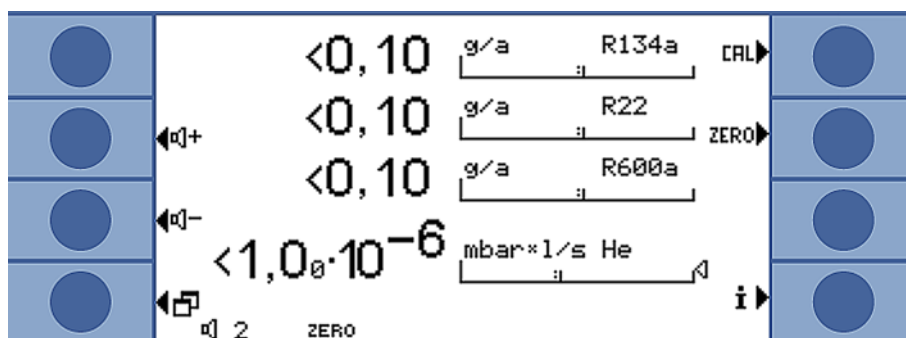 <0,10 g/a R134a CAL
<0,10 g/a R22 ZERO
+
<0,10 g/a R600a
-
<1,0₀·10⁻⁶ mbar*l/s He
i
2 ZERO